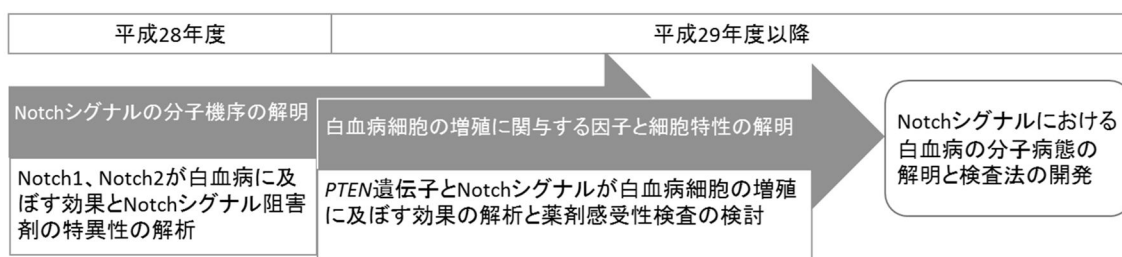 平成28年度
平成29年度以降
Notchシグナルの分子機序の解明
Notch1、Notch2が白血病に及
ぼす効果とNotchシグナル阻害
剤の特異性の解析
白血病細胞の増殖に関与する因子と細胞特性の解明
PTEN遺伝子とNotchシグナルが白血病細胞の増殖
に及ぼす効果の解析と薬剤感受性検査の検討
Notchシグナルにおける
白血病の分子病態の
解明と検査法の開発